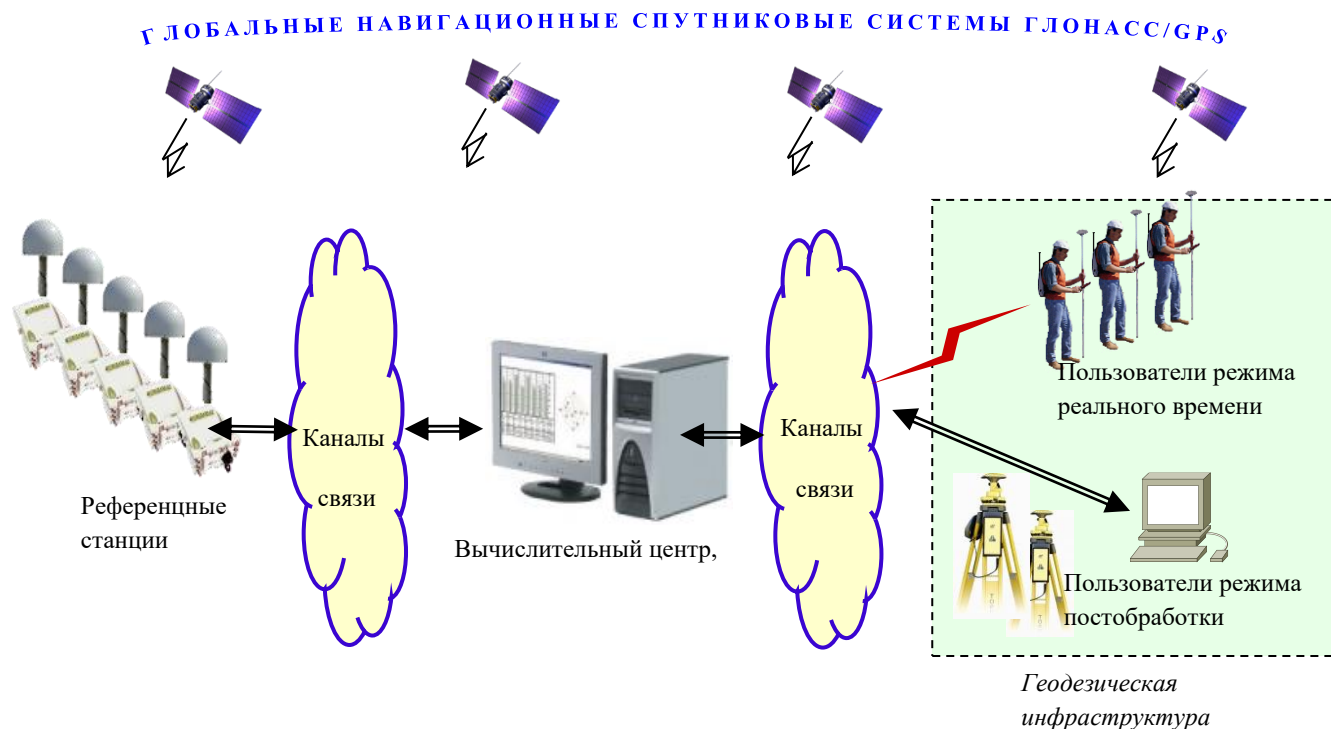 ГЛОБАЛЬНЫЕ НАВИГАЦИОННЫЕ СПУТНИКОВЫЕ СИСТЕМЫ ГЛОНАСС/GPS
Пользователи режима
реального времени
Каналы
связи
Каналы
связи
Референцные
станции
Вычислительный центр,
Пользователи режима
постобработки
Геодезическая
инфраструктура